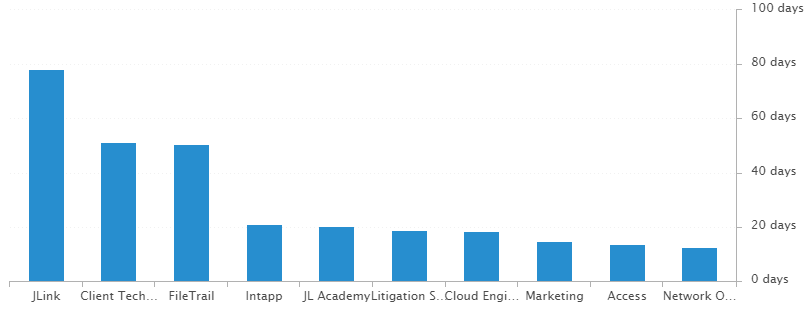 100 days
80 days
60 days
40 days
20 days
0 days
JLink Client Tech... FileTrail Intapp JL Academy Litigation S... Cloud Engi... Marketing Access Network O...